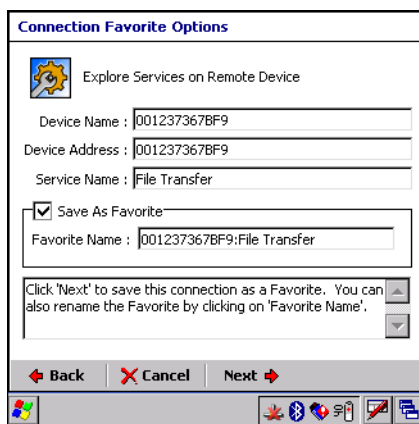 Connection Favorite Options
Explore Services on Remote Device
Device Name : 001237367BF9
Device Address : 001237367BF9
Service Name : File Transfer
Save As Favorite
Favorite Name : 001237367BF9:File Transfer
Click 'Next' to save this connection as a Favorite.  You can
also rename the Favorite by clicking on 'Favorite Name'.
Back Cancel Next